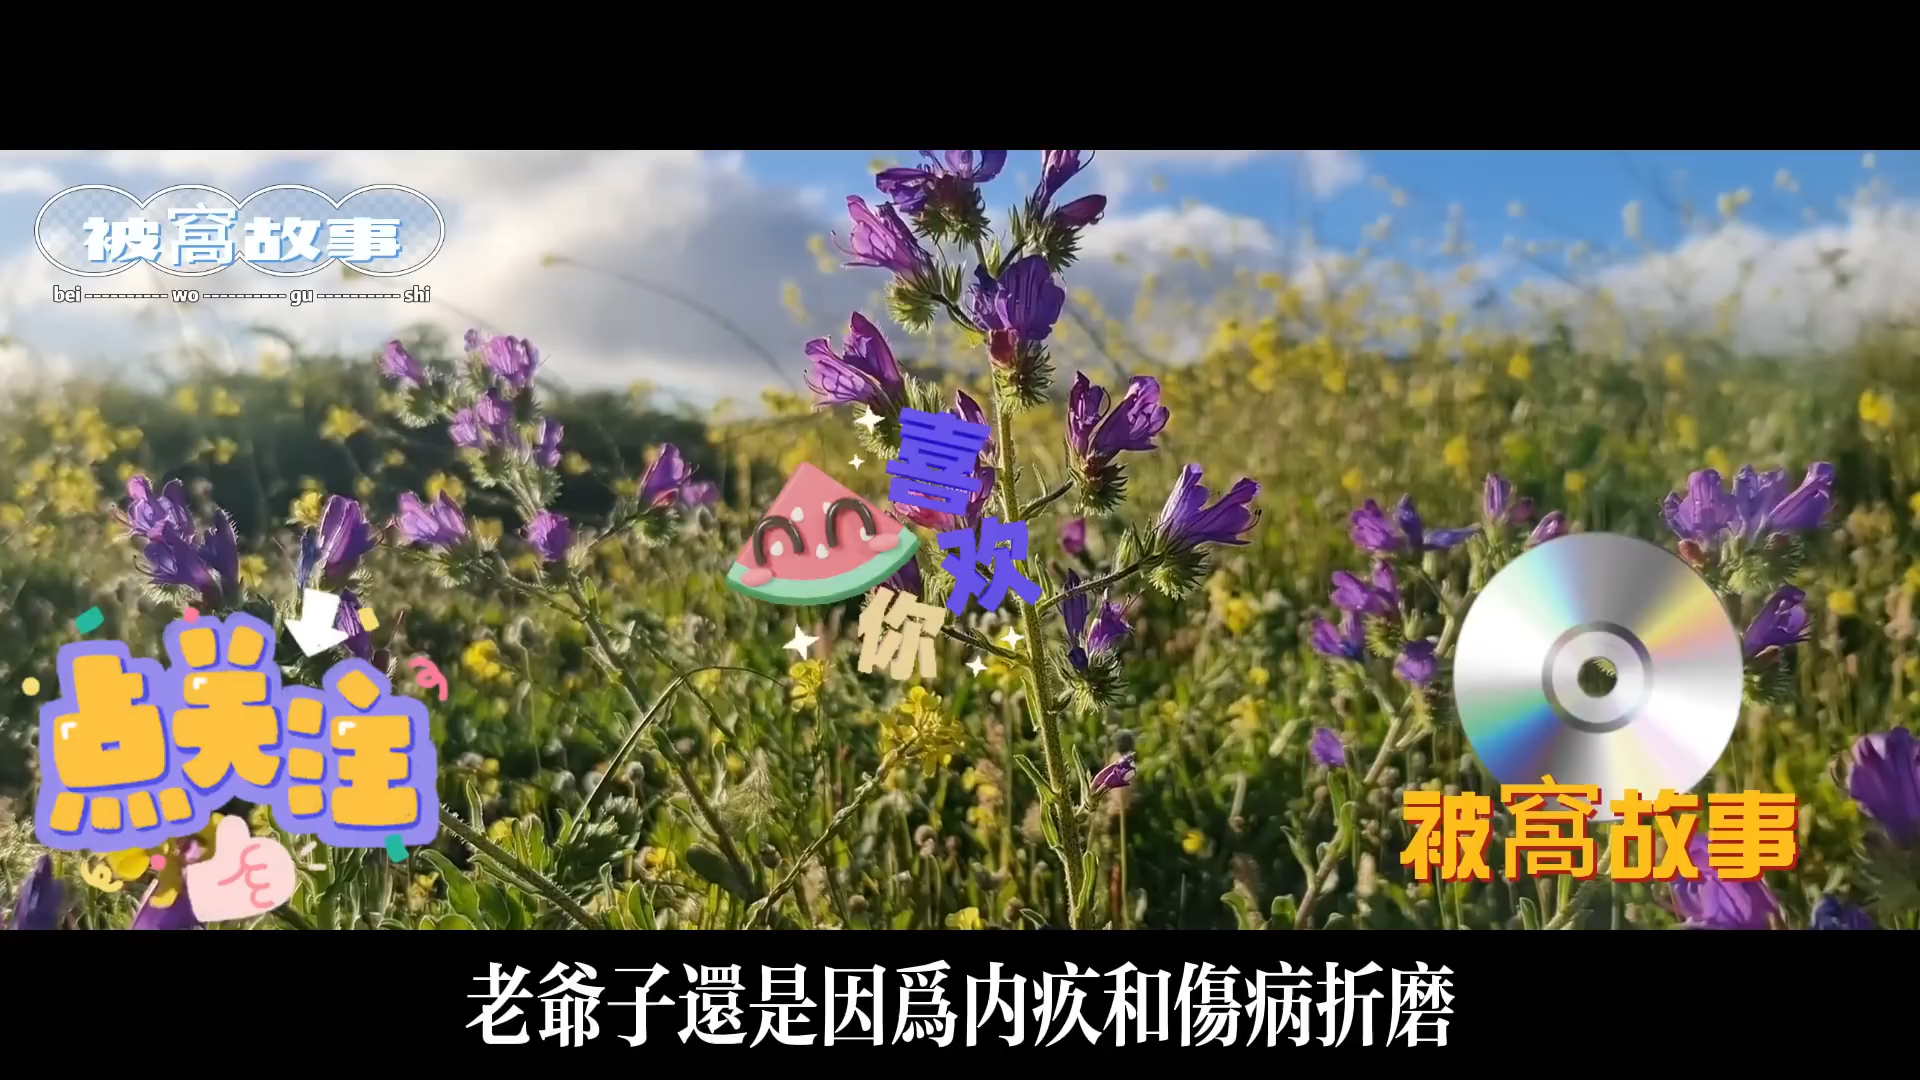 被窩故事
bei ---------- wo ---------- gu ---------- shi
喜欢你
点关注
被窩故事
老爺子還是因爲内疚和傷病折磨